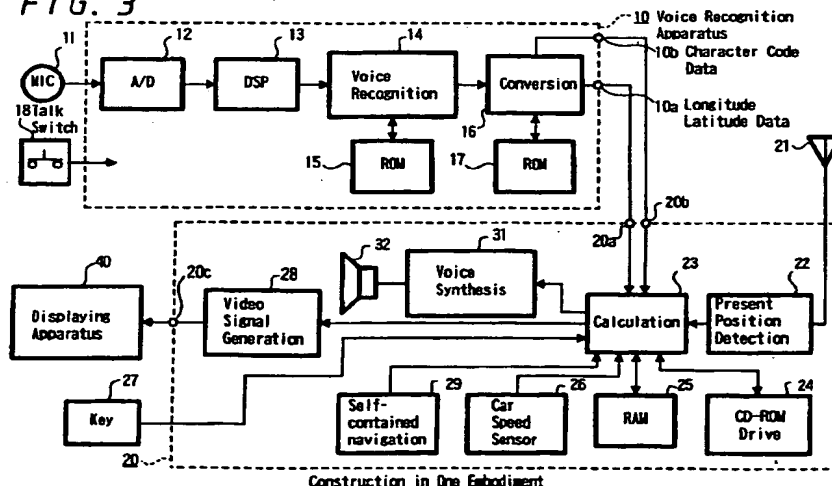 FIG. 3
10 Voice Recognition
Apparatus
10b Character Code
Data
10a Longitude
Latitude Data
11
MIC
12
A/D
13
DSP
14
Voice
Recognition
Conversion
16
18 Talk
Switch
15
ROM
17
ROM
21
20a
20b
40
Displaying
Apparatus
20c
28
Video
Signal
Generation
32
31
Voice
Synthesis
23
Calculation
22
Present
Position
Detection
27
Key
29
Self-
contained
navigation
26
Car
Speed
Sensor
25
RAM
24
CD-ROM
Drive
20
Construction in One Embodiment